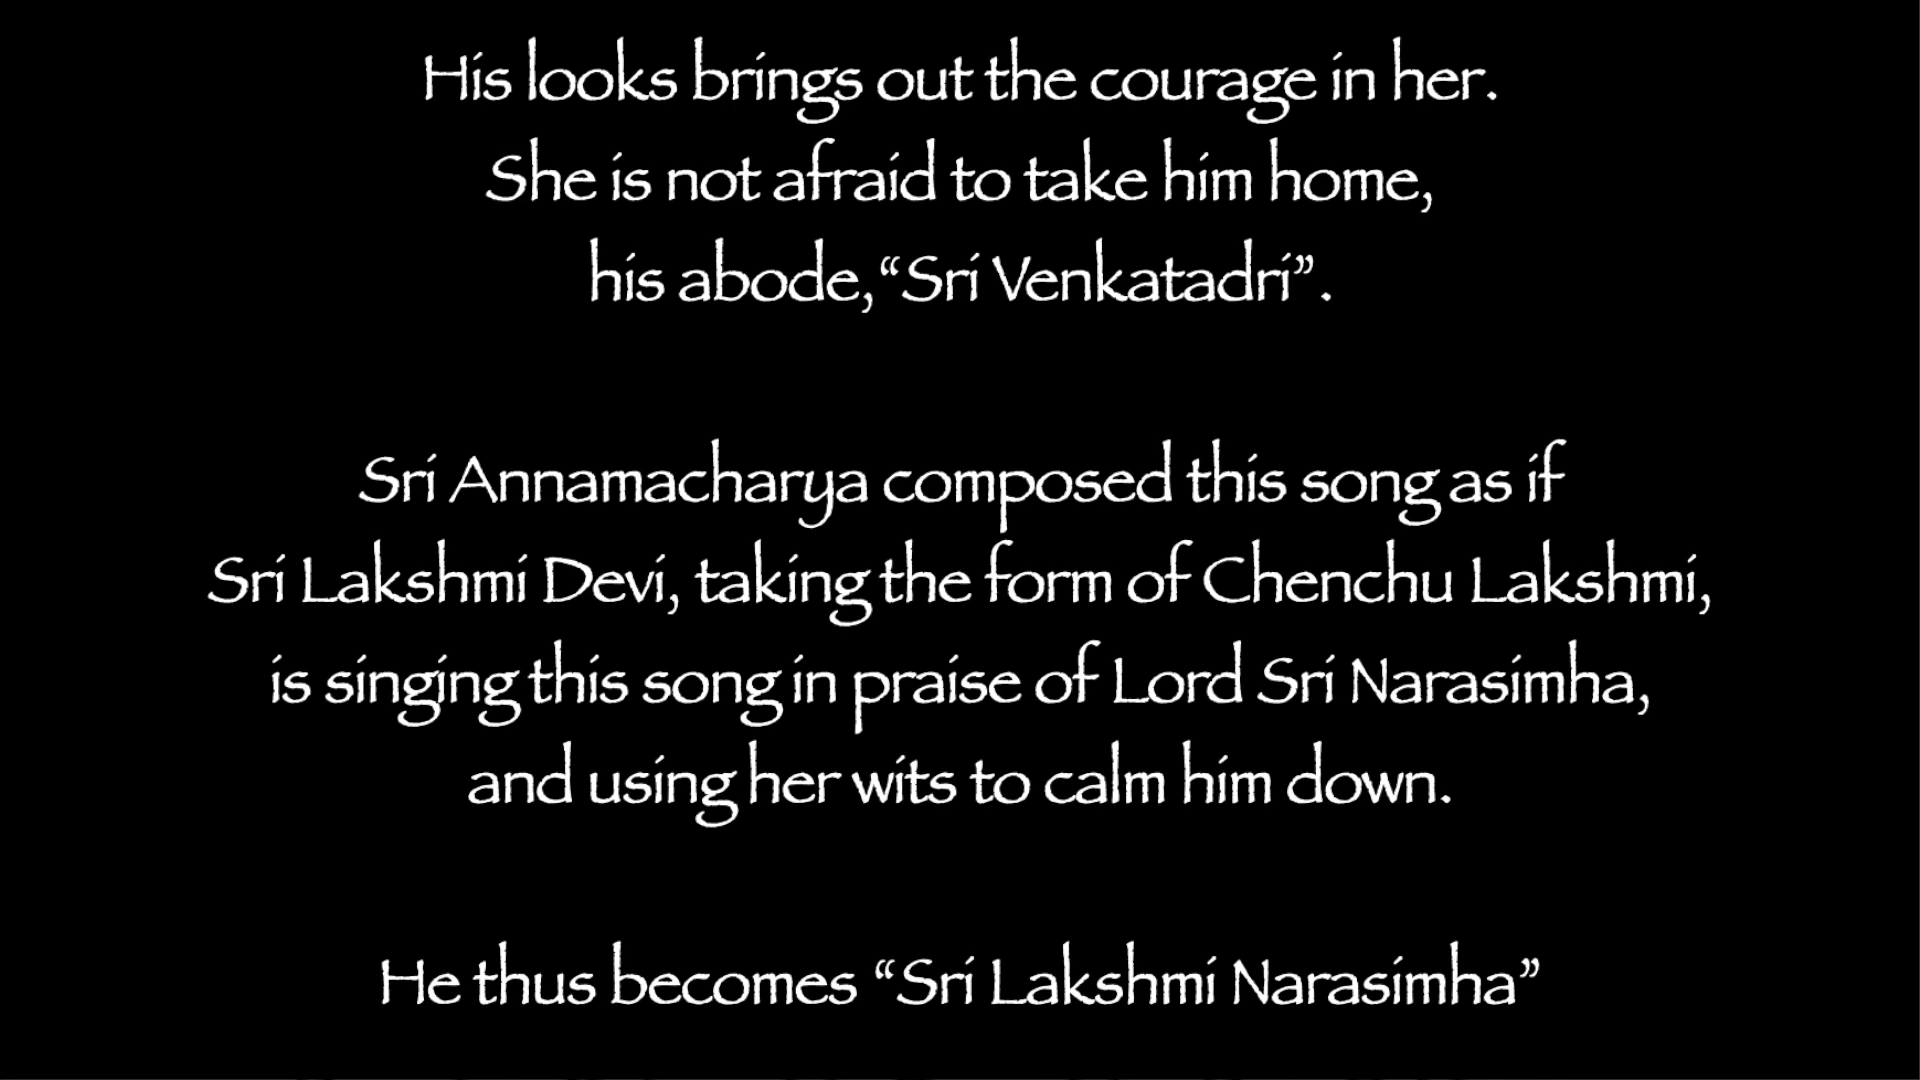 His looks brings out the courage in her.
She is not afraid to take him home,
his abode,“Sri Venkatadri”.
Sri Annamacharya composed this song as if
Sri Lakshmi Devi, taking the form of Chenchu Lakshmi,
is singing this song in praise of Lord Sri Narasimha,
and using her wits to calm him down.
He thus becomes “Sri Lakshmi Narasimha”